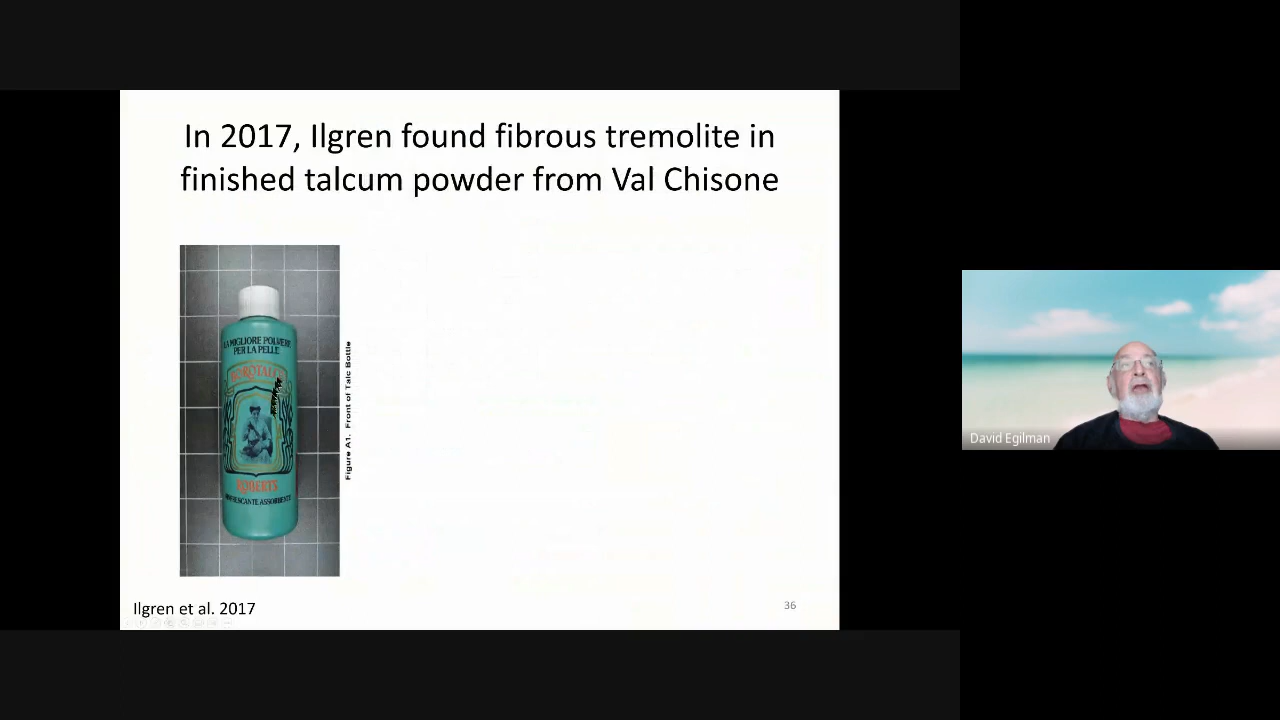 In 2017, Ilgren found fibrous tremolite in
finished talcum powder from Val Chisone
LA MIGLIORE POLVERE
PER LA PELLE
BOROTALCO
ROBERTS
RINFRESCANTE ASSORBENTE
Figure A1. Front of Talc Bottle
Ilgren et al. 2017
36
David Egilman